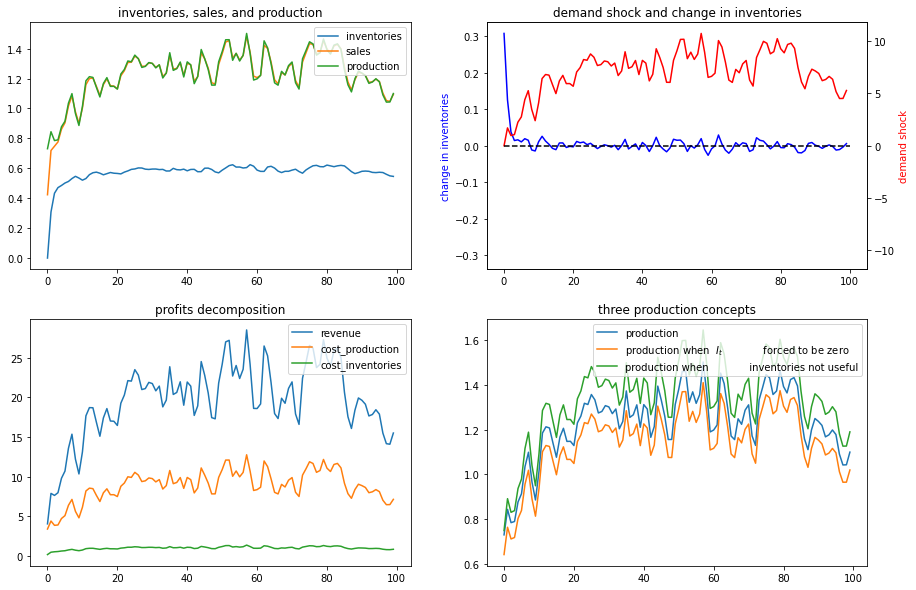 inventories, sales, and production
inventories
sales
production
1.4
1.2
1.0
0.8
0.6
0.4
0.2
0.0
0 20 40 60 80 100
demand shock and change in inventories
change in inventories
0.3
0.2
0.1
0.0
−0.1
−0.2
−0.3
10
5
0
−5
−10
demand shock
0 20 40 60 80 100
profits decomposition
revenue
cost_production
cost_inventories
25
20
15
10
5
0
0 20 40 60 80 100
three production concepts
production
production when I_t forced to be zero
production when inventories not useful
1.6
1.4
1.2
1.0
0.8
0.6
0 20 40 60 80 100